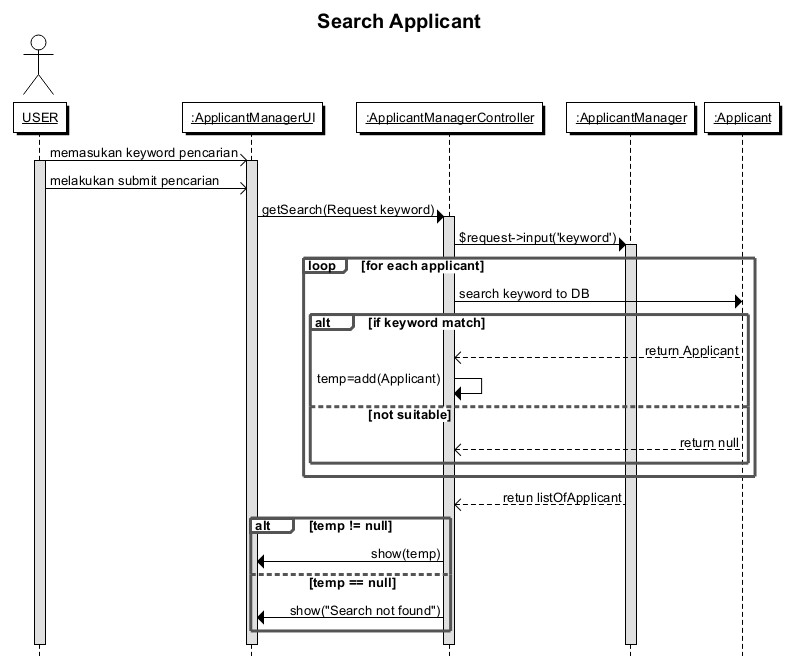 Search Applicant
USER
:ApplicantManagerUI
:ApplicantManagerController
:ApplicantManager
:Applicant
memasukan keyword pencarian
melakukan submit pencarian
getSearch(Request keyword)
$request->input('keyword')
loop [for each applicant]
search keyword to DB
alt [if keyword match]
return Applicant
temp=add(Applicant)
[not suitable]
return null
retun listOfApplicant
alt [temp != null]
show(temp)
[temp == null]
show("Search not found")